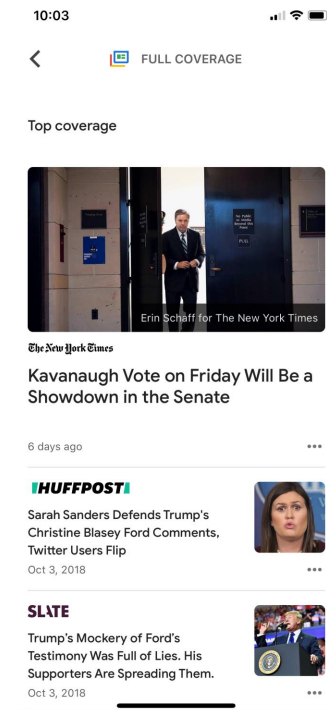 10:03
FULL COVERAGE
Top coverage
Erin Schaff for The New York Times
The New York Times
Kavanaugh Vote on Friday Will Be a
Showdown in the Senate
6 days ago
HUFFPOST
Sarah Sanders Defends Trump's
Christine Blasey Ford Comments,
Twitter Users Flip
Oct 3, 2018
SLATE
Trump's Mockery of Ford's
Testimony Was Full of Lies. His
Supporters Are Spreading Them.
Oct 3, 2018